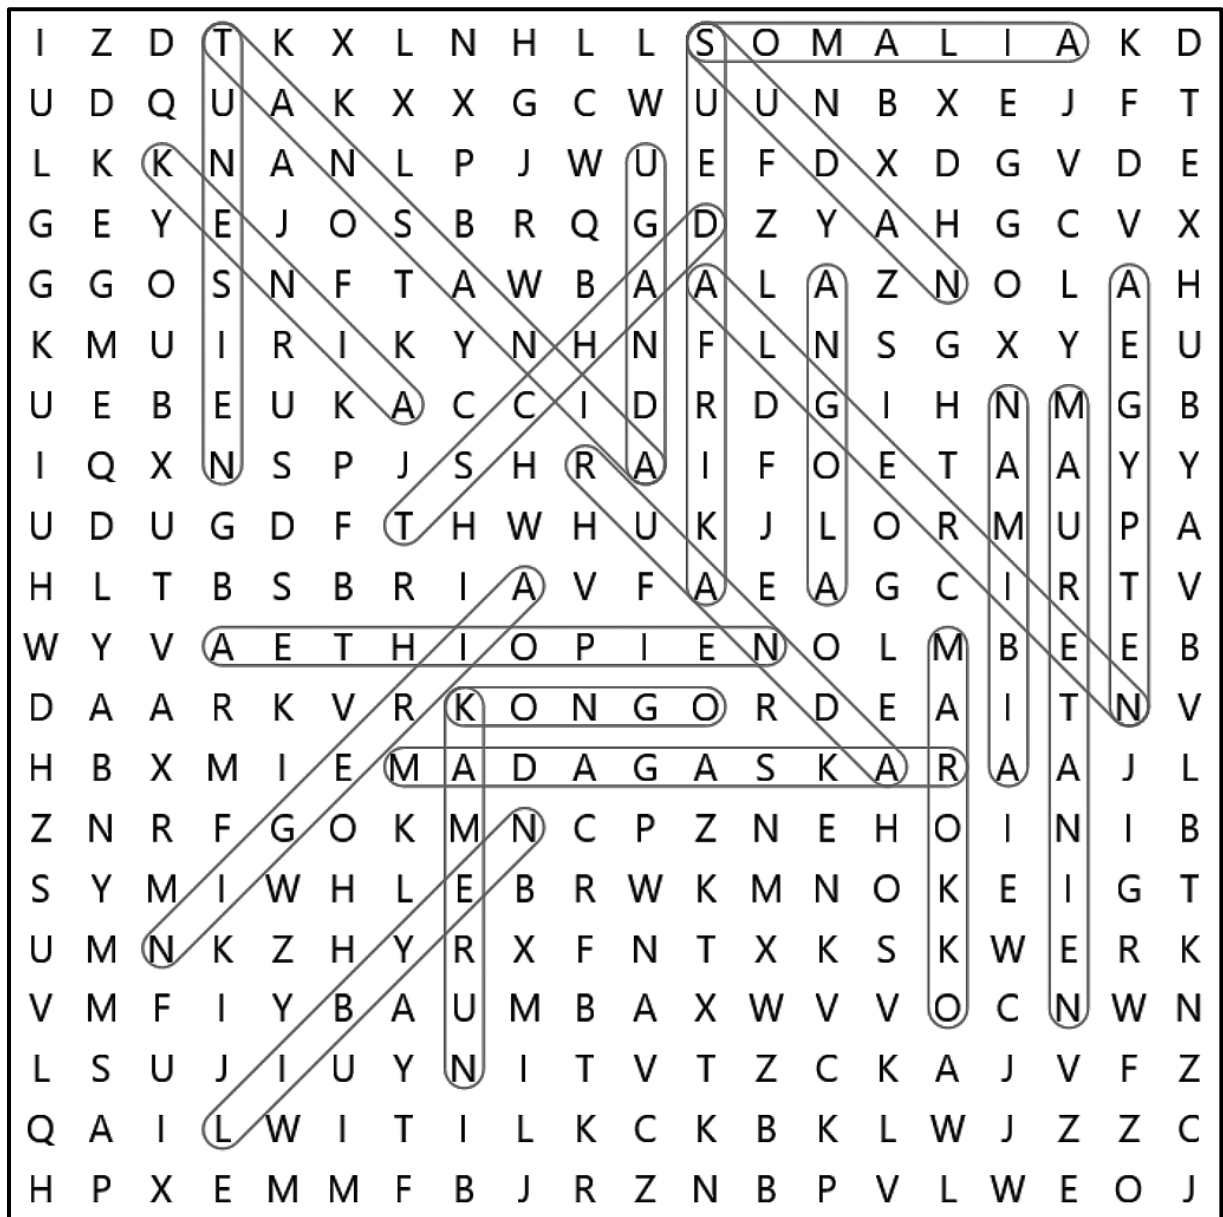 I Z D T K X L N H L L S O M A L I A K D
U D Q U A K X X G C W U U N B X E J F T
L K K N A N L P J W U E F D X D G V D E
G E Y E J O S B R Q G D Z Y A H G C V X
G G O S N F T A W B A A L A Z N O L A H
K M U I R I K Y N H N F L N S G X Y E U
U E B E U K A C C I D R D G I H N M G B
I Q X N S P J S H R A I F O E T A A Y Y
U D U G D F T H W H U K J L O R M U P A
H L T B S B R I A V F A E A G C I R T V
W Y V A E T H I O P I E N O L M B E E B
D A A R K V R K O N G O R D E A I T N V
H B X M I E M A D A G A S K A R A A J L
Z N R F G O K M N C P Z N E H O I N I B
S Y M I W H L E B R W K M N O K E I G T
U M N K Z H Y R X F N T X K S K W E R K
V M F I Y B A U M B A X W V V O C N W N
L S U J I U Y N I T V T Z C K A J V F Z
Q A I L W I T I L K C K B K L W J Z Z C
H P X E M M F B J R Z N B P V L W E O J